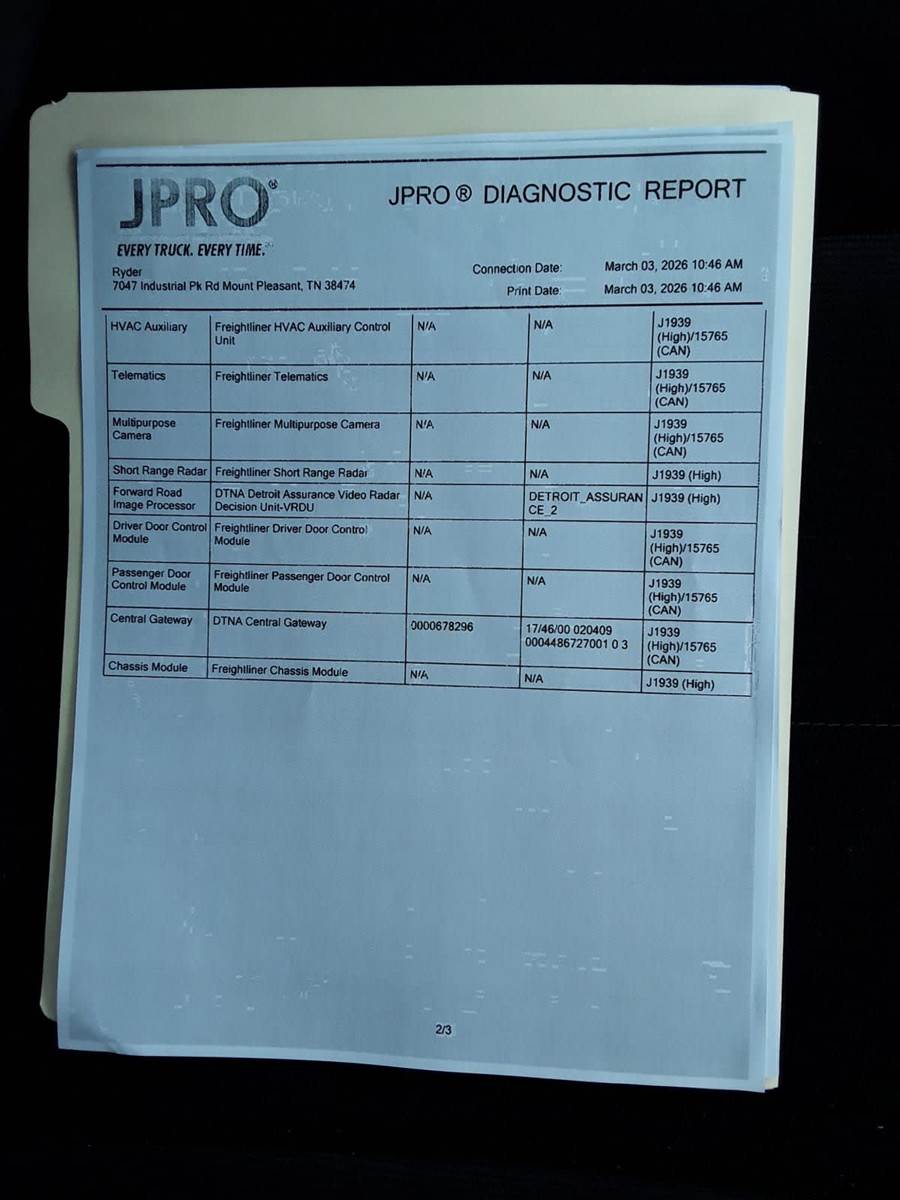 JPRO®
JPRO® DIAGNOSTIC REPORT
EVERY TRUCK. EVERY TIME.
Ryder
7047 Industrial Pk Rd Mount Pleasant, TN 38474
Connection Date: March 03, 2026 10:46 AM
Print Date: March 03, 2026 10:46 AM
HVAC Auxiliary
Freightliner HVAC Auxiliary Control
Unit
N/A
N/A
J1939
(High)/15765
(CAN)
Telematics
Freightliner Telematics
N/A
N/A
J1939
(High)/15765
(CAN)
Multipurpose
Camera
Freightliner Multipurpose Camera
N/A
N/A
J1939
(High)/15765
(CAN)
Short Range Radar
Freightliner Short Range Radar
N/A
N/A
J1939 (High)
Forward Road
Image Processor
DTNA Detroit Assurance Video Radar
Decision Unit-VRDU
N/A
DETROIT_ASSURAN
CE_2
J1939 (High)
Driver Door Control
Module
Freightliner Driver Door Control
Module
N/A
N/A
J1939
(High)/15765
(CAN)
Passenger Door
Control Module
Freightliner Passenger Door Control
Module
N/A
N/A
J1939
(High)/15765
(CAN)
Central Gateway
DTNA Central Gateway
0000678296
17/46/00 020409
0004486727001 0 3
J1939
(High)/15765
(CAN)
Chassis Module
Freightliner Chassis Module
N/A
N/A
J1939 (High)
2/3